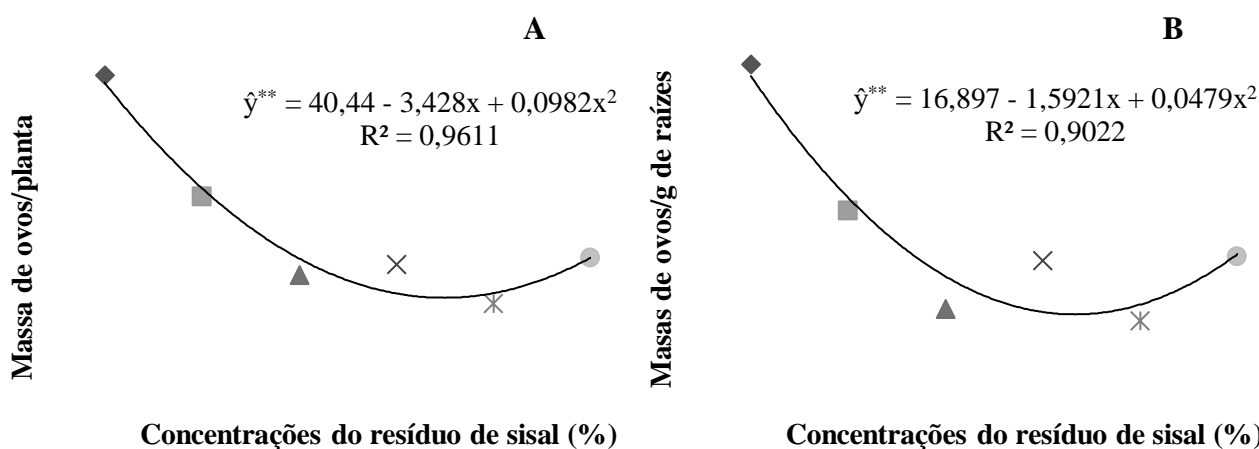 A
ŷ** = 40,44 - 3,428x + 0,0982x²
R² = 0,9611
Massa de ovos/planta
Concentrações do resíduo de sisal (%)
B
ŷ** = 16,897 - 1,5921x + 0,0479x²
R² = 0,9022
Masas de ovos/g de raízes
Concentrações do resíduo de sisal (%)